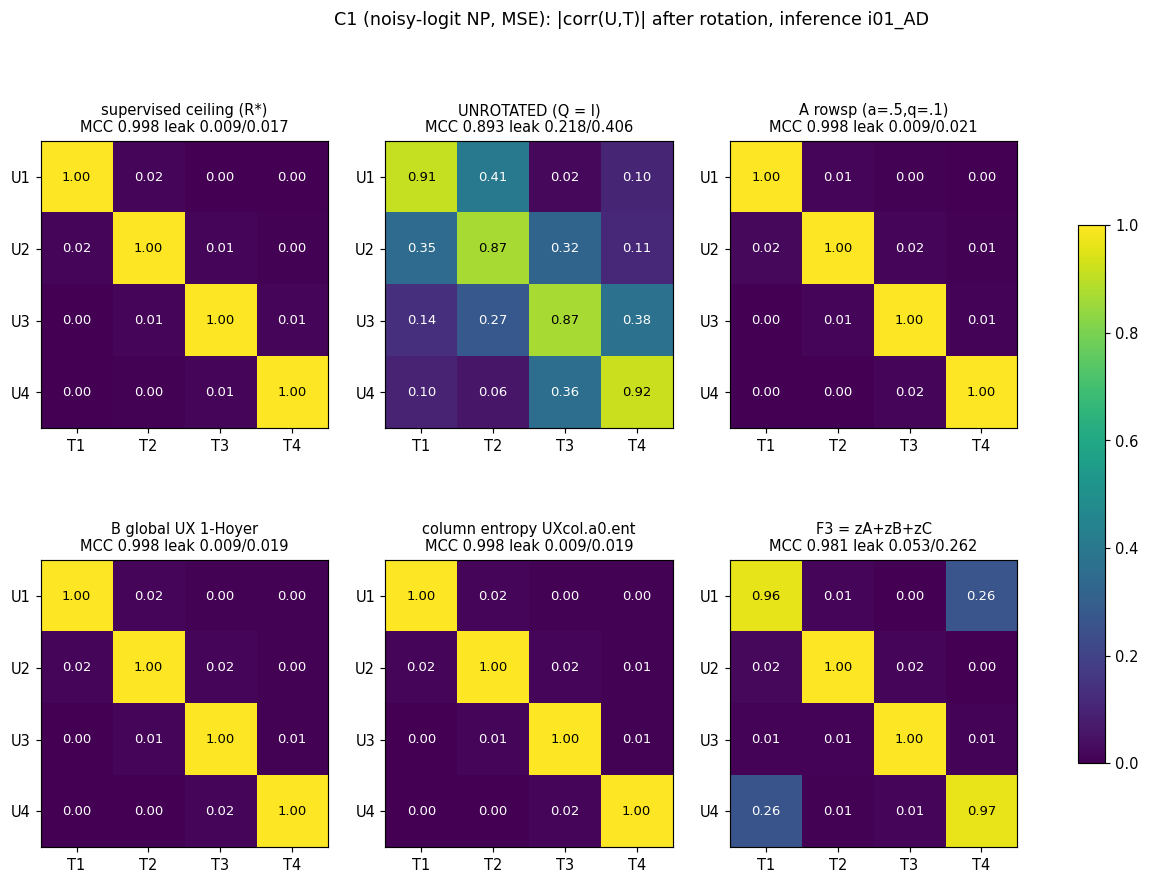 C1 (noisy-logit NP, MSE): |corr(U,T)| after rotation, inference i01_AD
supervised ceiling (R*)
MCC 0.998 leak 0.009/0.017
U1 1.00 0.02 0.00 0.00
U2 0.02 1.00 0.01 0.00
U3 0.00 0.01 1.00 0.01
U4 0.00 0.00 0.01 1.00
T1 T2 T3 T4
UNROTATED (Q = I)
MCC 0.893 leak 0.218/0.406
U1 0.91 0.41 0.02 0.10
U2 0.35 0.87 0.32 0.11
U3 0.14 0.27 0.87 0.38
U4 0.10 0.06 0.36 0.92
T1 T2 T3 T4
A rowsp (a=.5,q=.1)
MCC 0.998 leak 0.009/0.021
U1 1.00 0.01 0.00 0.00
U2 0.02 1.00 0.02 0.01
U3 0.00 0.01 1.00 0.01
U4 0.00 0.00 0.02 1.00
T1 T2 T3 T4
B global UX 1-Hoyer
MCC 0.998 leak 0.009/0.019
U1 1.00 0.02 0.00 0.00
U2 0.02 1.00 0.02 0.00
U3 0.00 0.01 1.00 0.01
U4 0.00 0.00 0.02 1.00
T1 T2 T3 T4
column entropy UXcol.a0.ent
MCC 0.998 leak 0.009/0.019
U1 1.00 0.02 0.00 0.00
U2 0.02 1.00 0.02 0.01
U3 0.00 0.01 1.00 0.01
U4 0.00 0.00 0.02 1.00
T1 T2 T3 T4
F3 = zA+zB+zC
MCC 0.981 leak 0.053/0.262
U1 0.96 0.01 0.00 0.26
U2 0.02 1.00 0.02 0.00
U3 0.01 0.01 1.00 0.01
U4 0.26 0.01 0.01 0.97
T1 T2 T3 T4
1.0
0.8
0.6
0.4
0.2
0.0